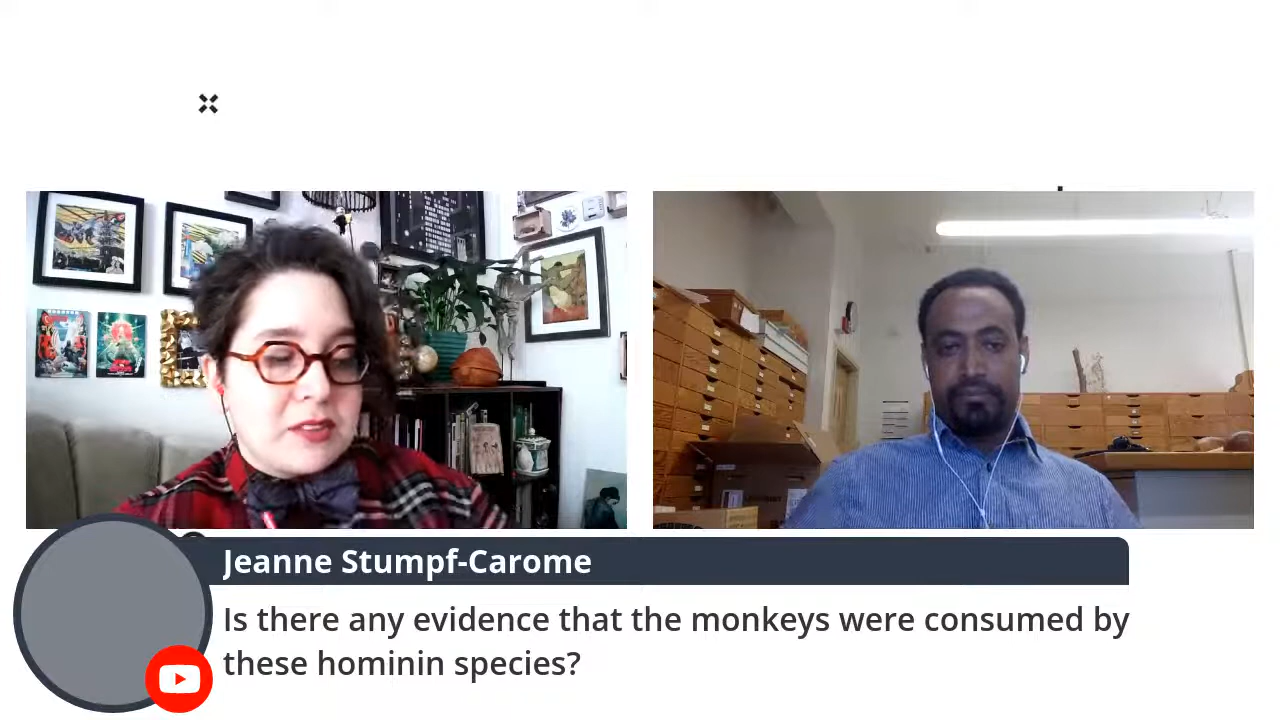 Jeanne Stumpf-Carome
Is there any evidence that the monkeys were consumed by
these hominin species?